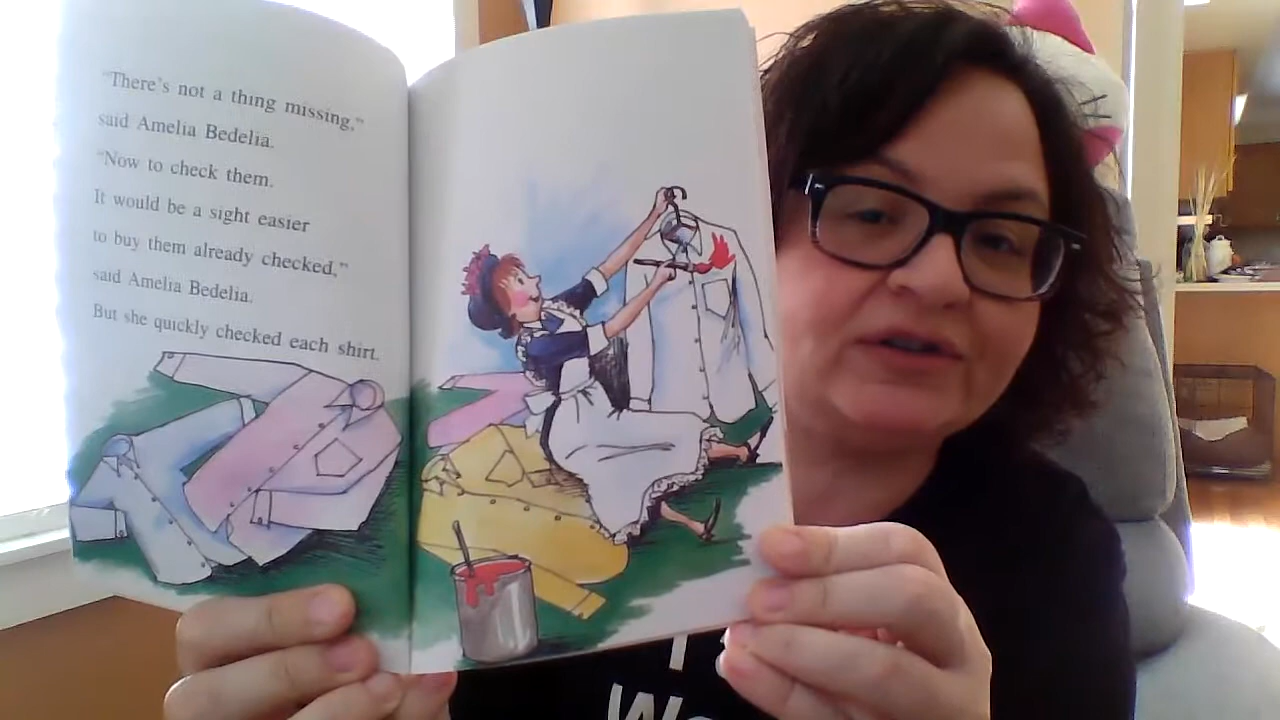 "There's not a thing missing,"
said Amelia Bedelia.
"Now to check them.
It would be a sight easier
to buy them already checked,"
said Amelia Bedelia.
But she quickly checked each shirt.